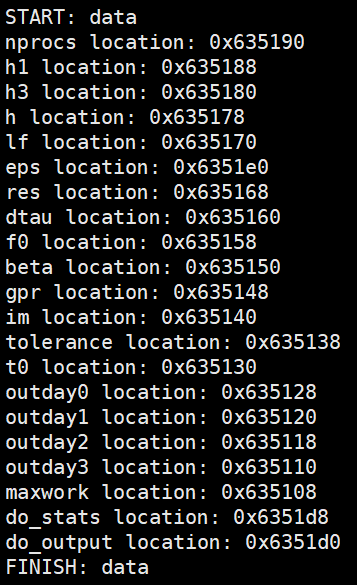 START: data
nprocs location: 0x635190
h1 location: 0x635188
h3 location: 0x635180
h location: 0x635178
lf location: 0x635170
eps location: 0x6351e0
res location: 0x635168
dtau location: 0x635160
f0 location: 0x635158
beta location: 0x635150
gpr location: 0x635148
im location: 0x635140
tolerance location: 0x635138
t0 location: 0x635130
outday0 location: 0x635128
outday1 location: 0x635120
outday2 location: 0x635118
outday3 location: 0x635110
maxwork location: 0x635108
do_stats location: 0x6351d8
do_output location: 0x6351d0
FINISH: data